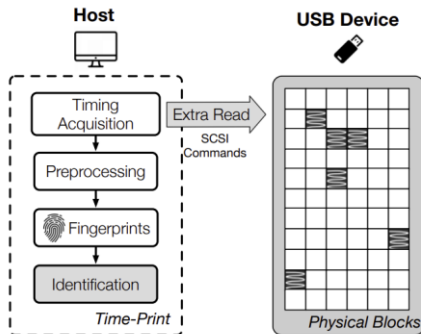 Host
USB Device
Timing
Acquisition
Extra Read
SCSI
Commands
Preprocessing
Fingerprints
Identification
Time-Print
Physical Blocks